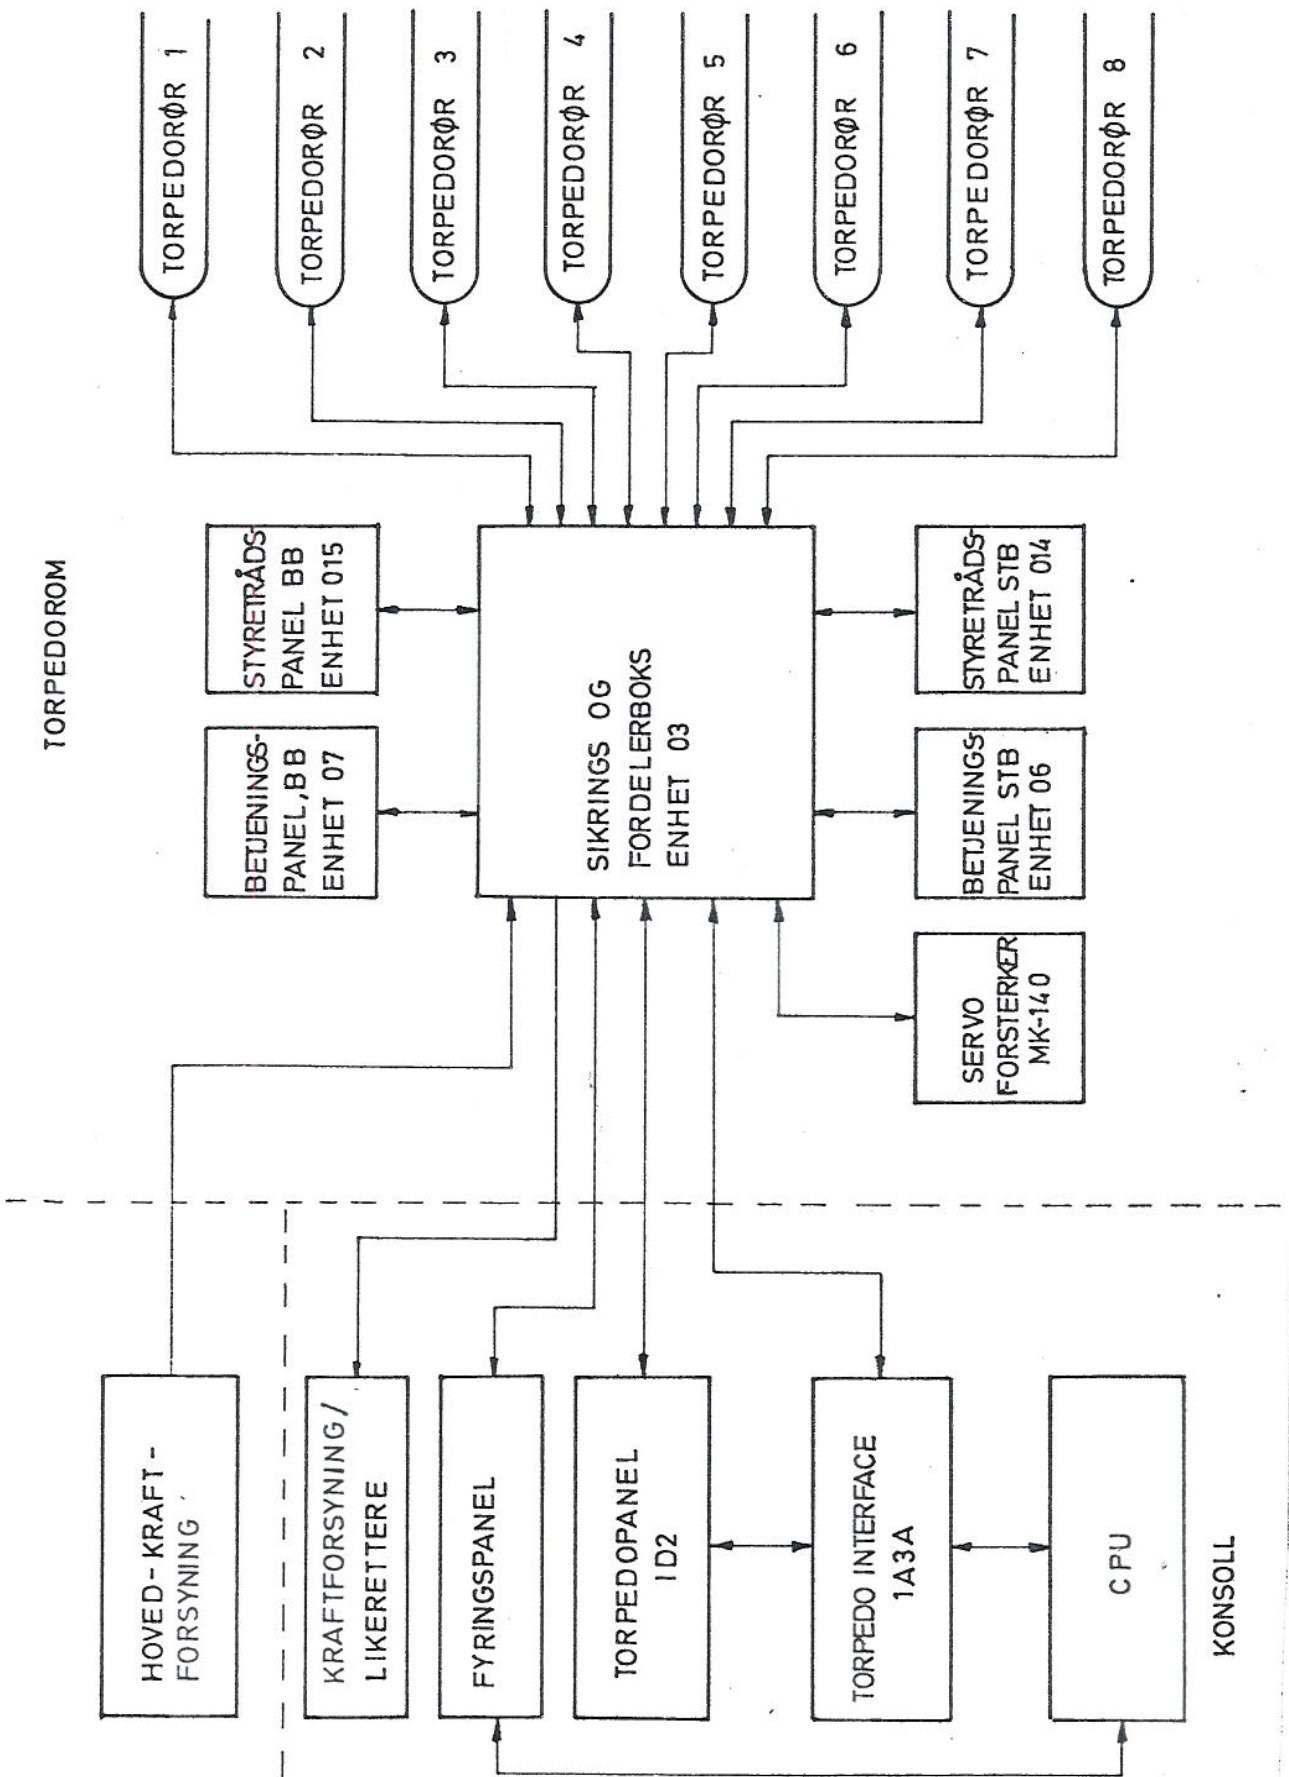 TORPEDOROM
HOVED-KRAFT-
FORSYNING
KRAFTFORSYNING/
LIKERETTERE
FYRINGSPANEL
TORPEDOPANEL
1D2
TORPEDO INTERFACE
1A3A
CPU
KONSOLL
BETJENINGS-
PANEL, BB
ENHET 07
STYRETRÅDS-
PANEL BB
ENHET 015
SIKRINGS OG
FORDELERBOKS
ENHET 03
SERVO
FORSTERKER
MK-140
BETJENINGS-
PANEL STB
ENHET 06
STYRETRÅDS-
PANEL STB
ENHET 014
TORPEDORØR 1
TORPEDORØR 2
TORPEDORØR 3
TORPEDORØR 4
TORPEDORØR 5
TORPEDORØR 6
TORPEDORØR 7
TORPEDORØR 8